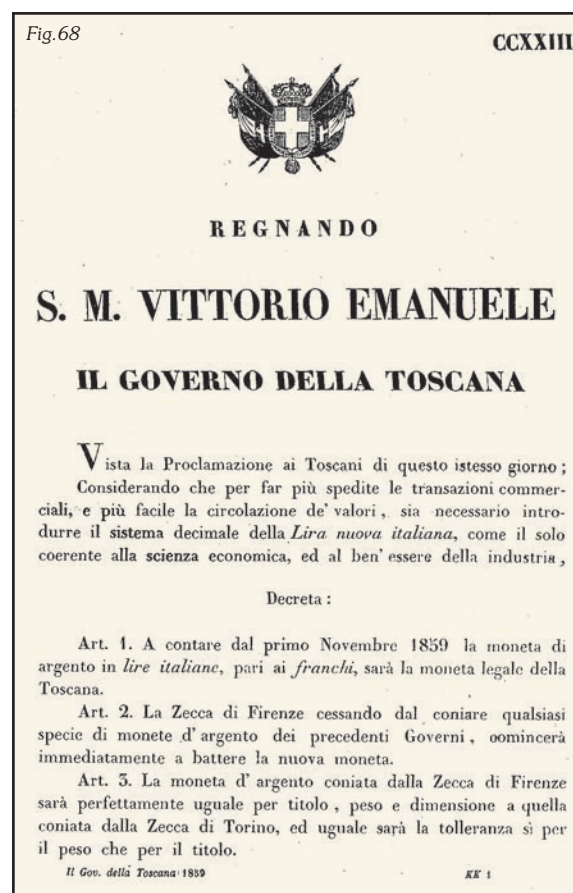 Fig.68
CCXXIII
REGNANDO
S. M. VITTORIO EMANUELE
IL GOVERNO DELLA TOSCANA
Vista la Proclamazione ai Toscani di questo istesso giorno ;
Considerando che per far più spedite le transazioni commer-
ciali, e più facile la circolazione de' valori, sia necessario intro-
durre il sistema decimale della Lira nuova italiana, come il solo
coerente alla scienza economica, ed al ben' essere della industria ,
Decreta :
Art. 1. A contare dal primo Novembre 1859 la moneta di
argento in lire italiane, pari ai franchi, sarà la moneta legale della
Toscana.
Art. 2. La Zecca di Firenze cessando dal coniare qualsiasi
specie di monete d' argento dei precedenti Governi , comincerà
immediatamente a battere la nuova moneta.
Art. 3. La moneta d' argento coniata dalla Zecca di Firenze
sarà perfettamente uguale per titolo , peso e dimensione a quella
coniata dalla Zecca di Torino, ed uguale sarà la tolleranza sì per
il peso che per il titolo.
Il Gov. della Toscana 1859
KK 1